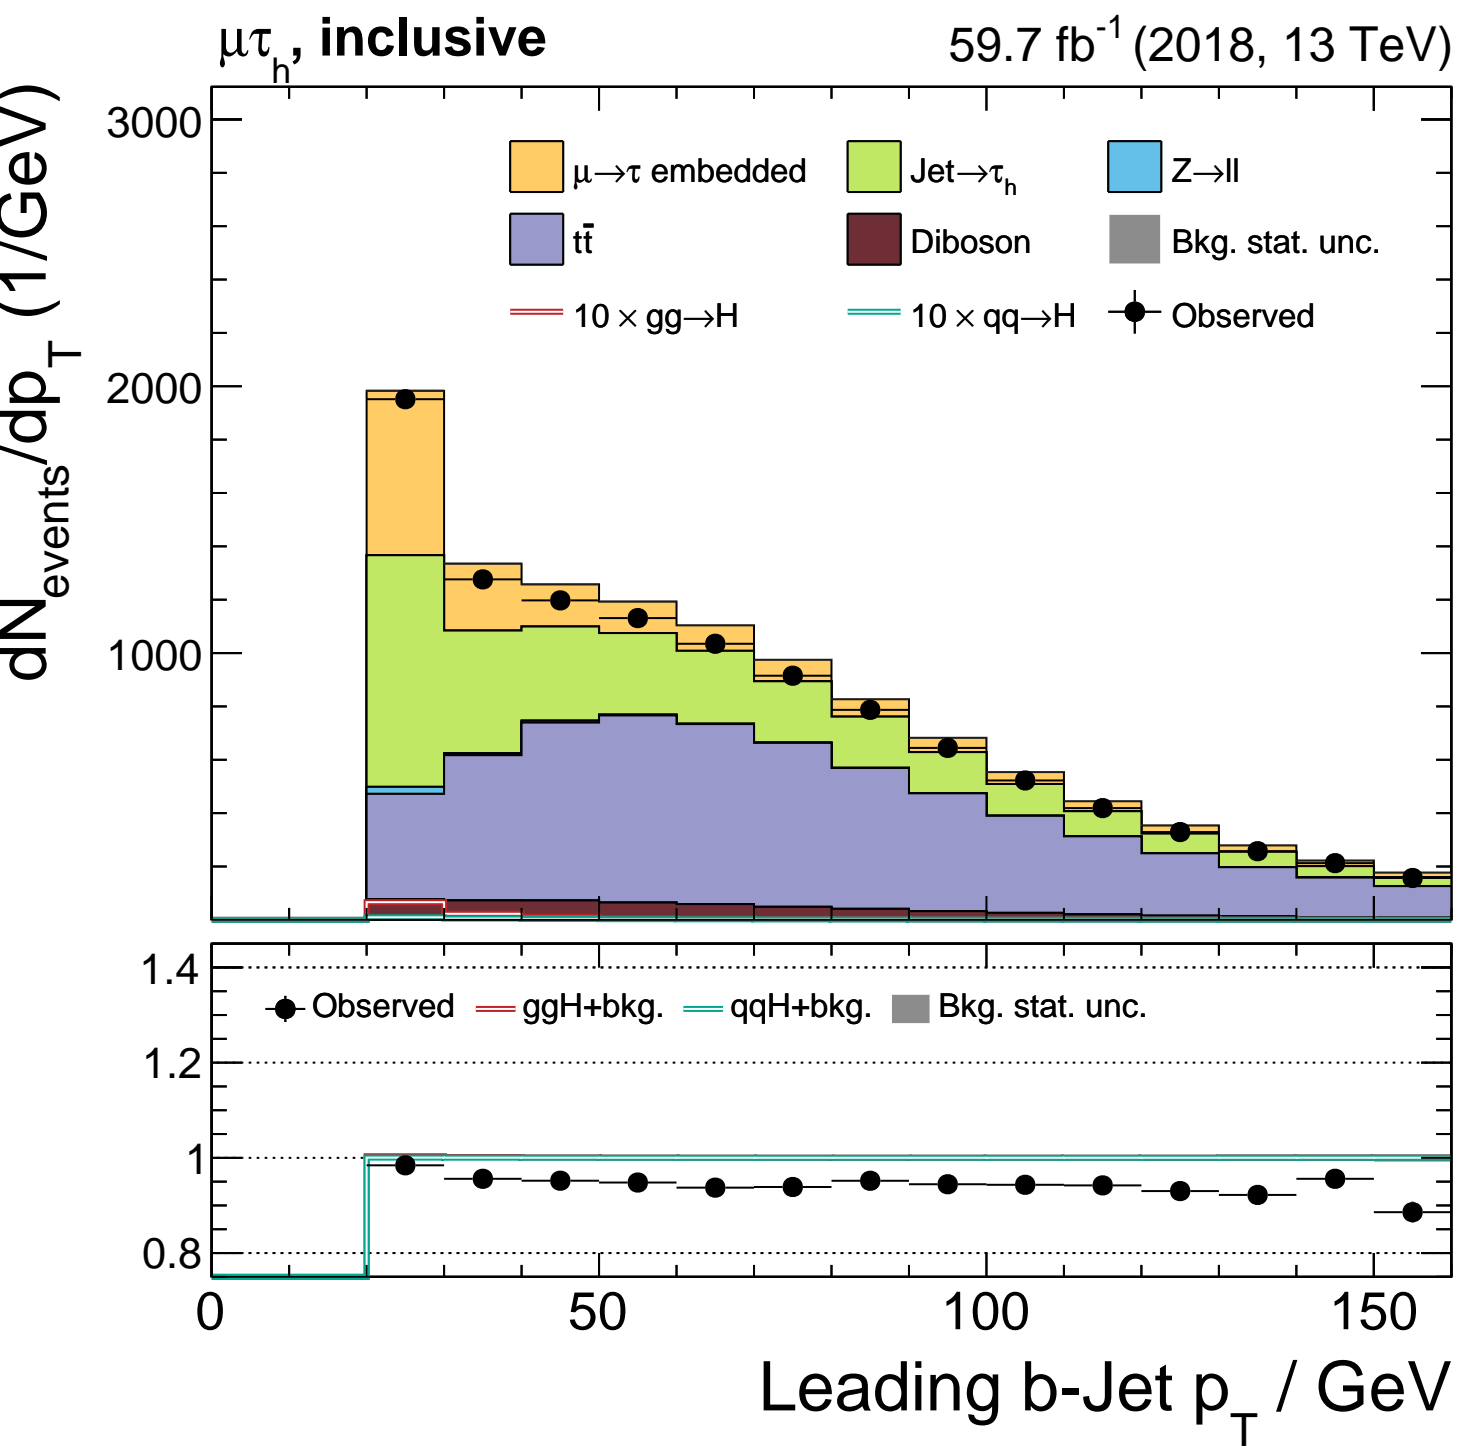 μτh, inclusive
59.7 fb-1 (2018, 13 TeV)
dNevents/dpT (1/GeV)
3000
2000
1000
μ→τ embedded
Jet→τh
Z→ll
tt̄
Diboson
Bkg. stat. unc.
10 × gg→H
10 × qq→H
Observed
1.4
1.2
1
0.8
Observed
ggH+bkg.
qqH+bkg.
Bkg. stat. unc.
0
50
100
150
Leading b-Jet pT / GeV